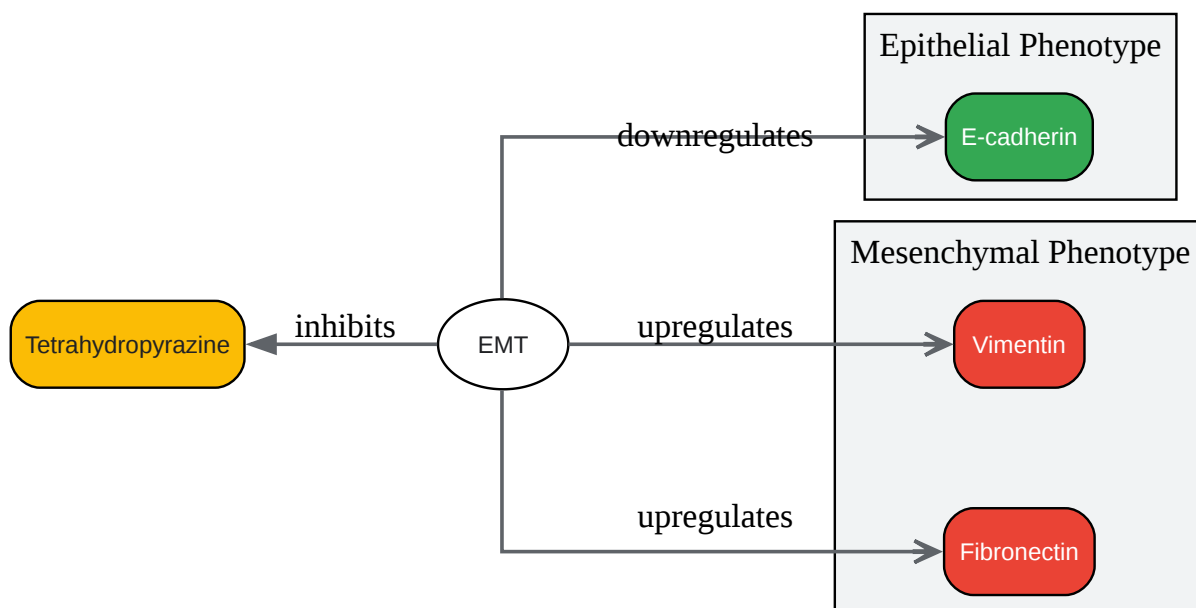 Epithelial Phenotype
downregulates
E-cadherin
Mesenchymal Phenotype
Tetrahydropyrazine
inhibits
EMT
upregulates
Vimentin
upregulates
Fibronectin